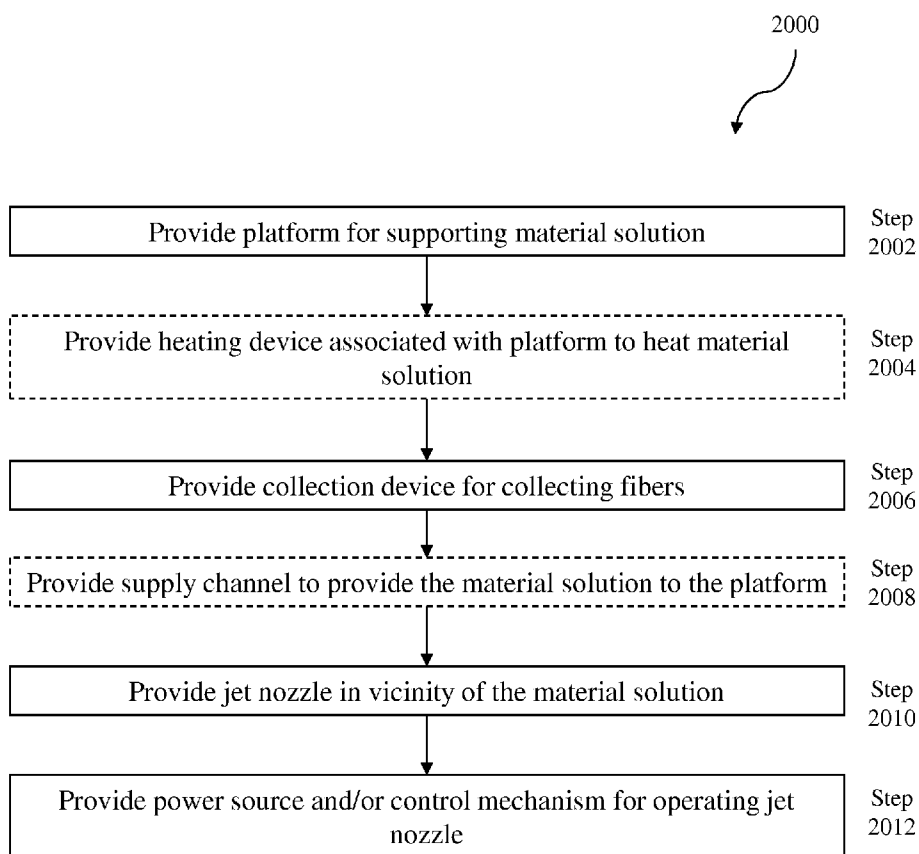 2000
Provide platform for supporting material solution
Step
2002
Provide heating device associated with platform to heat material
solution
Step
2004
Provide collection device for collecting fibers
Step
2006
Provide supply channel to provide the material solution to the platform
Step
2008
Provide jet nozzle in vicinity of the material solution
Step
2010
Provide power source and/or control mechanism for operating jet
nozzle
Step
2012